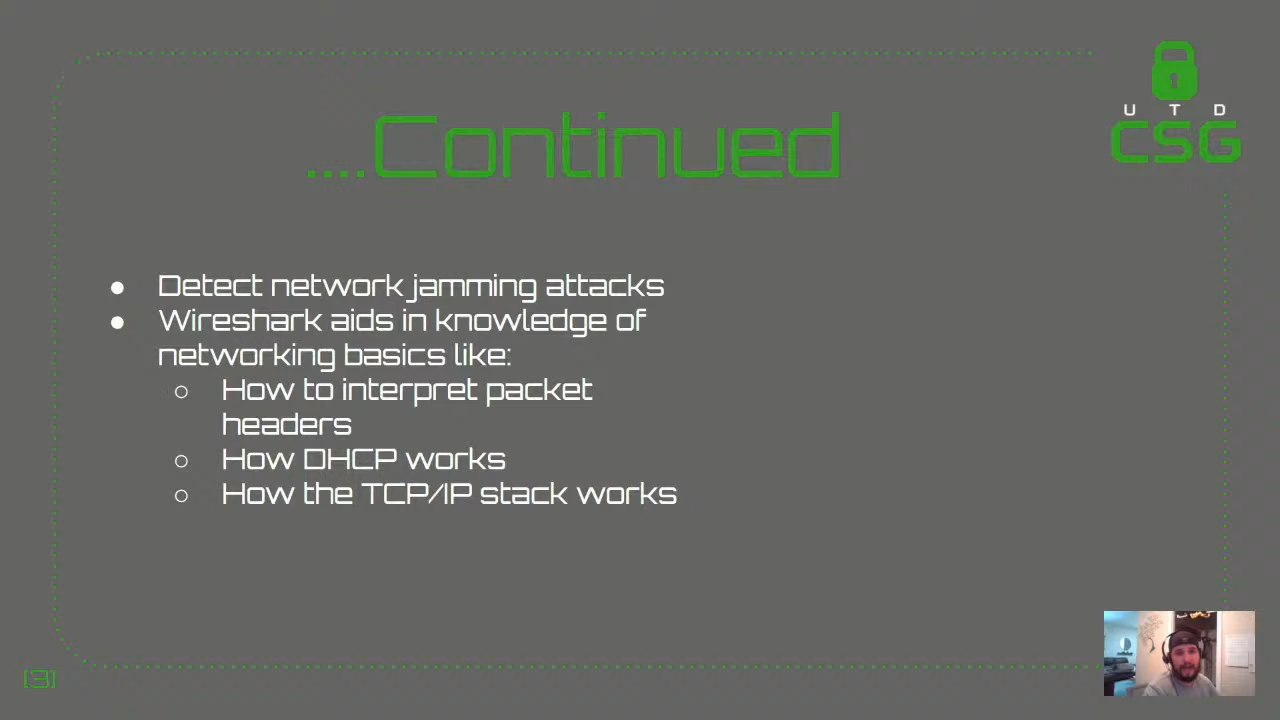 U T D
CSG
....Continued
● Detect network jamming attacks
● Wireshark aids in knowledge of
networking basics like:
○ How to interpret packet
headers
○ How DHCP works
○ How the TCP/IP stack works
[3]